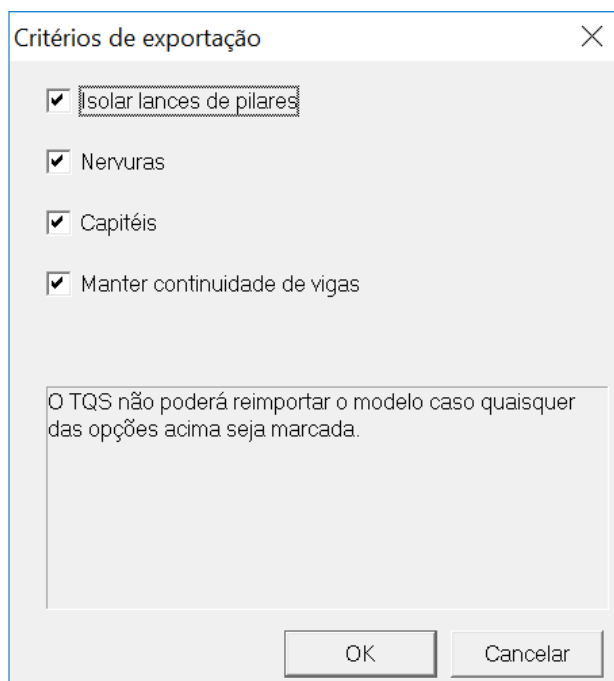 Critérios de exportação
Isolar lances de pilares
Nervuras
Capitéis
Manter continuidade de vigas
O TQS não poderá reimportar o modelo caso quaisquer
das opções acima seja marcada.
OK
Cancelar